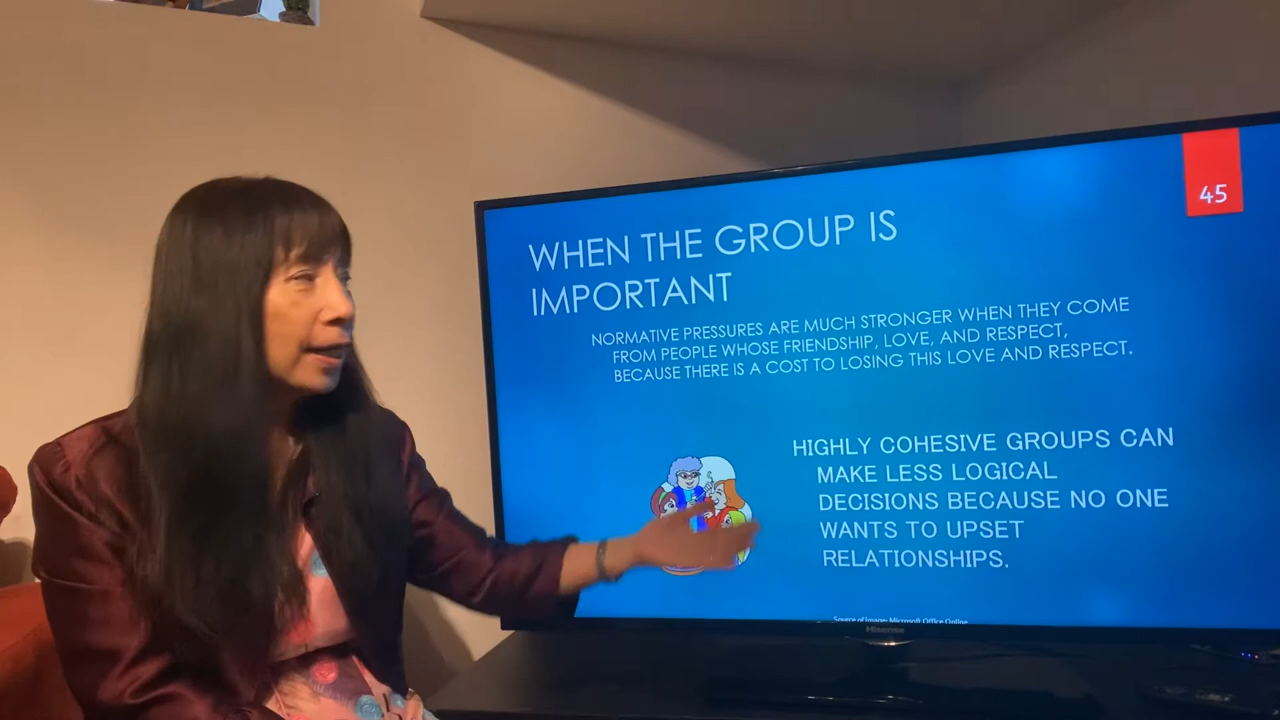 45
WHEN THE GROUP IS
IMPORTANT
NORMATIVE PRESSURES ARE MUCH STRONGER WHEN THEY COME
FROM PEOPLE WHOSE FRIENDSHIP, LOVE, AND RESPECT,
BECAUSE THERE IS A COST TO LOSING THIS LOVE AND RESPECT.
HIGHLY COHESIVE GROUPS CAN
MAKE LESS LOGICAL
DECISIONS BECAUSE NO ONE
WANTS TO UPSET
RELATIONSHIPS.
Source of Image: Microsoft Office Online
Hisense